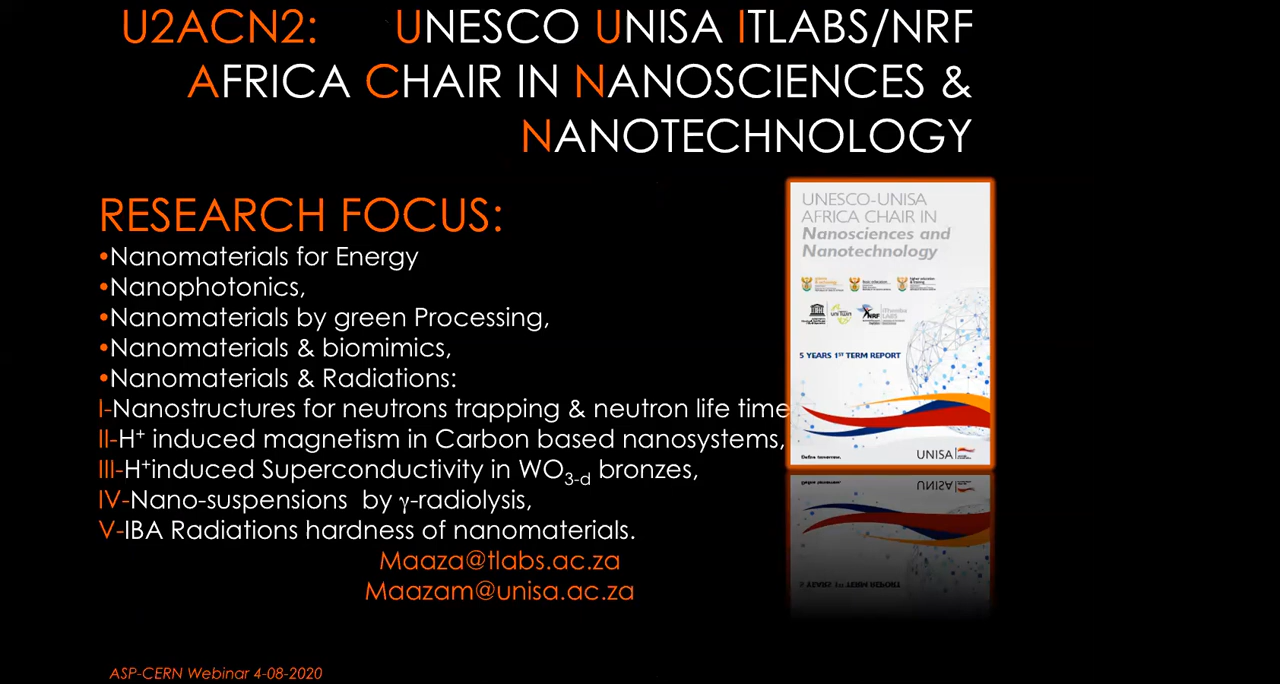 U2ACN2: UNESCO UNISA ITLABS/NRF
AFRICA CHAIR IN NANOSCIENCES &
NANOTECHNOLOGY
RESEARCH FOCUS:
•Nanomaterials for Energy
•Nanophotonics,
•Nanomaterials by green Processing,
•Nanomaterials & biomimics,
•Nanomaterials & Radiations:
I-Nanostructures for neutrons trapping & neutron life time,
II-H⁺ induced magnetism in Carbon based nanosystems,
III-H⁺induced Superconductivity in WO₃₋d bronzes,
IV-Nano-suspensions by γ-radiolysis,
V-IBA Radiations hardness of nanomaterials.
Maaza@tlabs.ac.za
Maazam@unisa.ac.za
ASP-CERN Webinar 4-08-2020
UNESCO-UNISA
AFRICA CHAIR IN
Nanosciences and
Nanotechnology
NRF
5 YEARS 1ST TERM REPORT
Define tomorrow.
UNISA